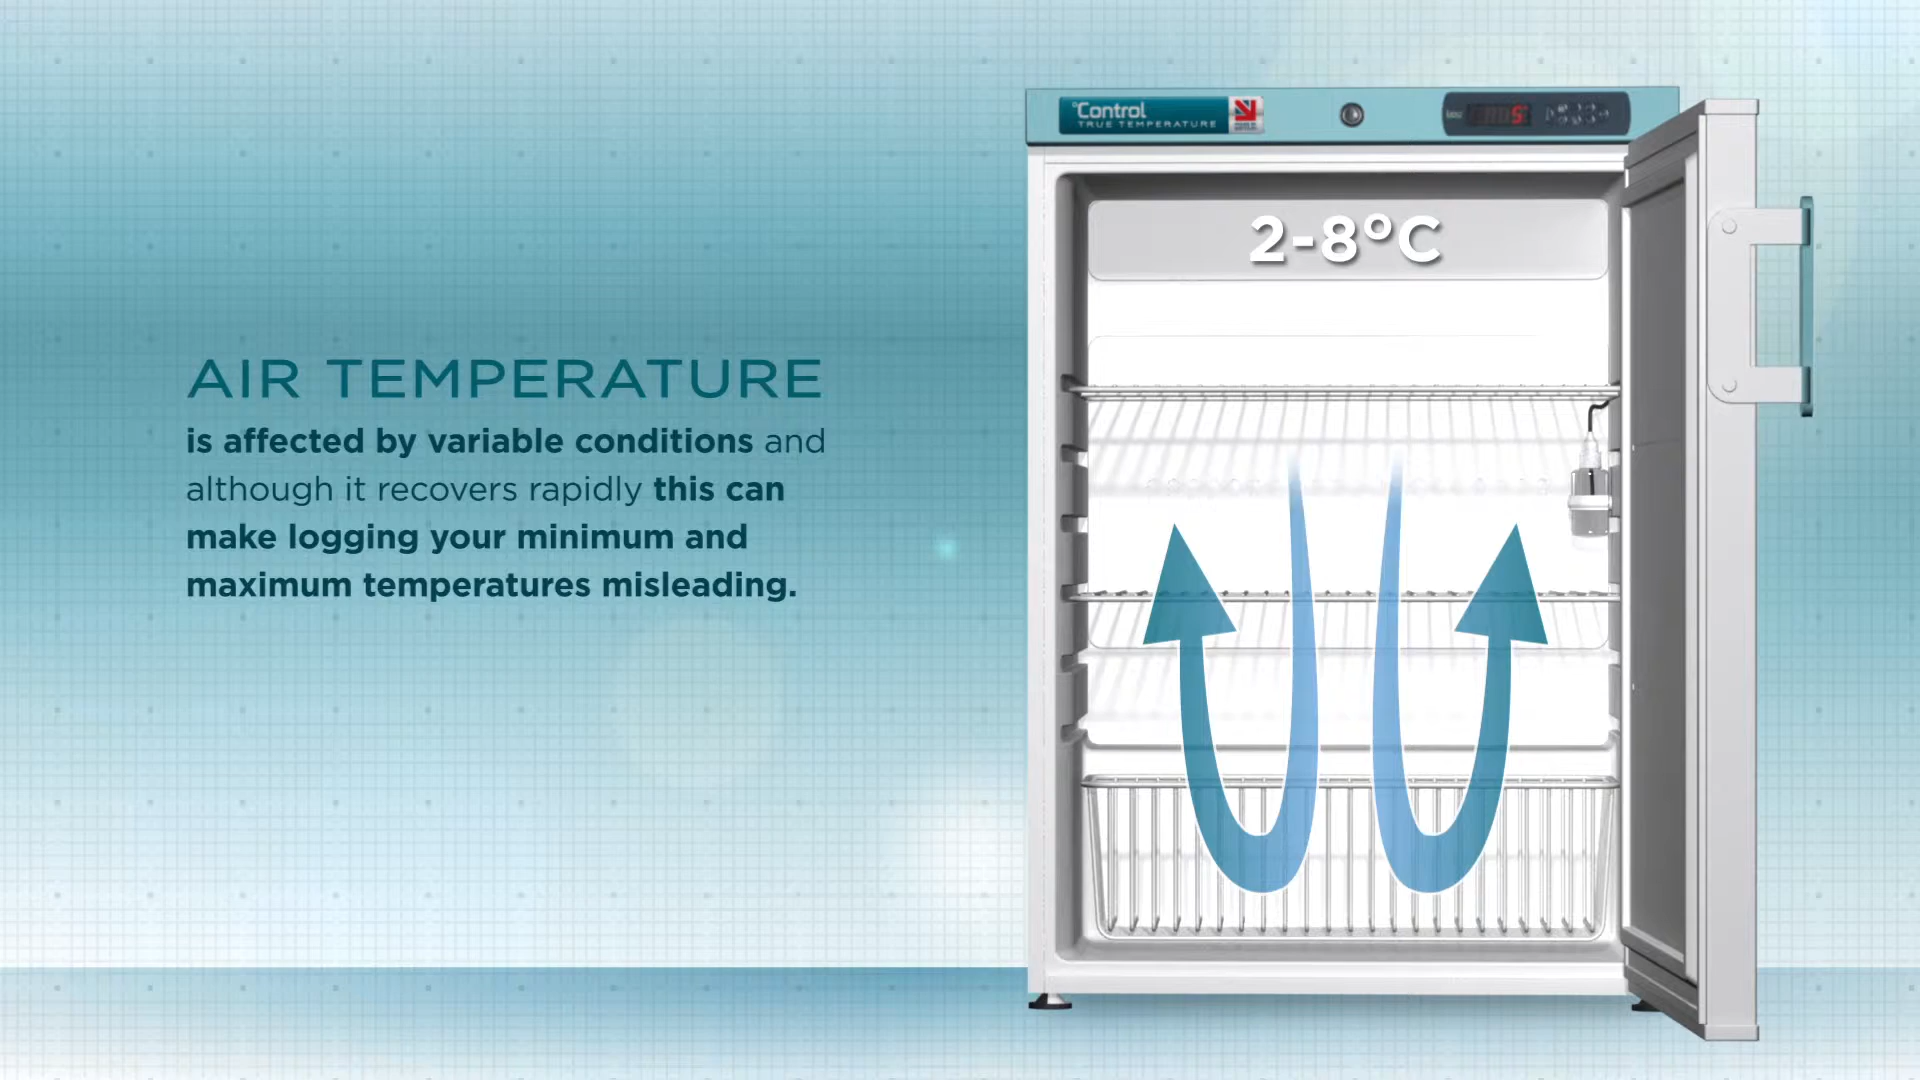 AIR TEMPERATURE
is affected by variable conditions and
although it recovers rapidly this can
make logging your minimum and
maximum temperatures misleading.
°Control
TRUE TEMPERATURE
5
2-8°C